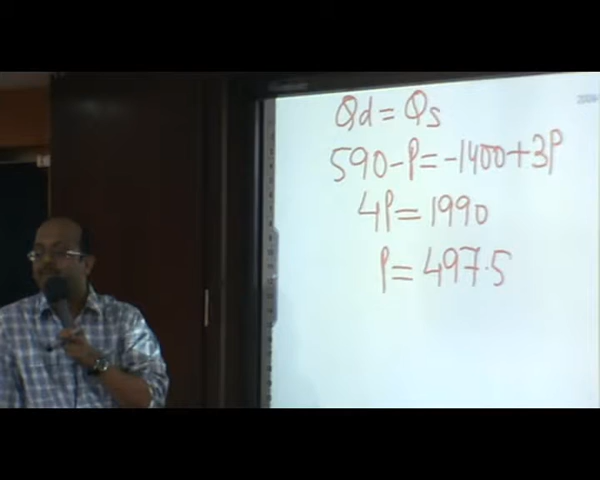 Qd = Qs
590-P = -1400+3P
4P = 1990
P = 497.5